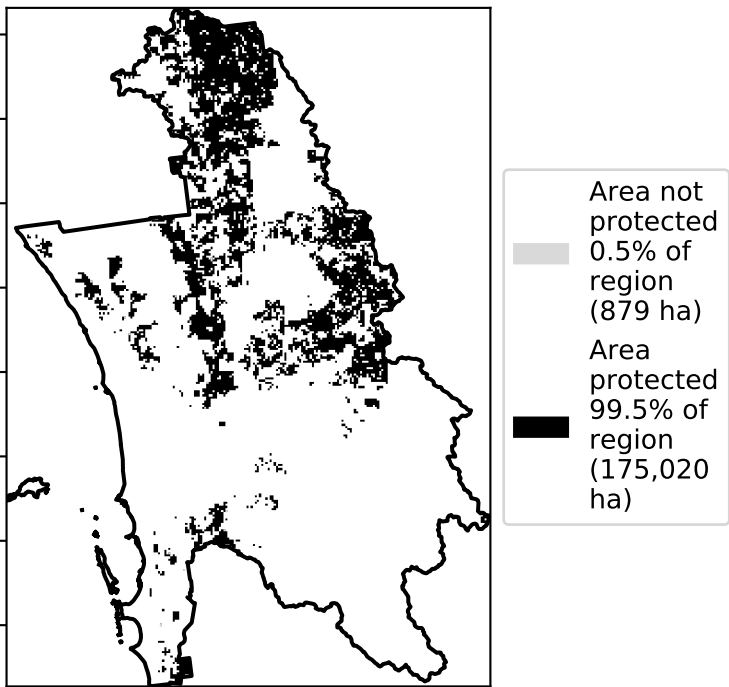 Area not
protected
0.5% of
region
(879 ha)
Area
protected
99.5% of
region
(175,020
ha)